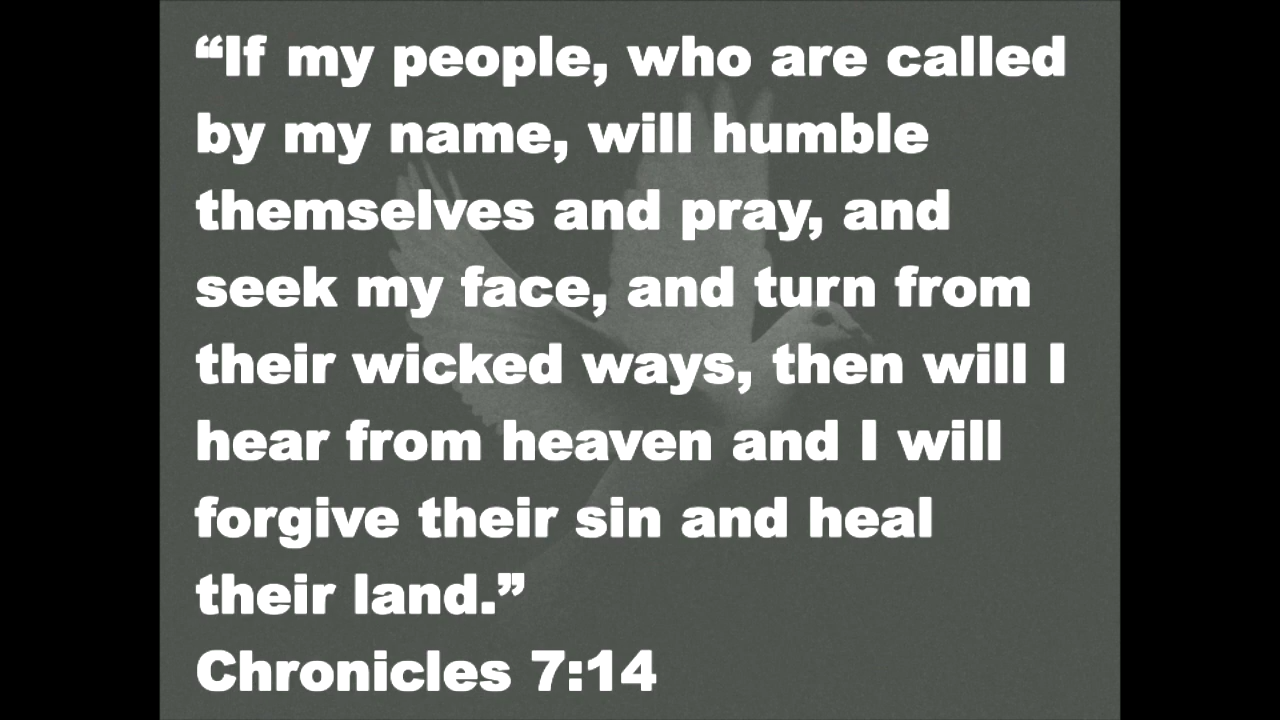 “If my people, who are called
by my name, will humble
themselves and pray, and
seek my face, and turn from
their wicked ways, then will I
hear from heaven and I will
forgive their sin and heal
their land.”
Chronicles 7:14